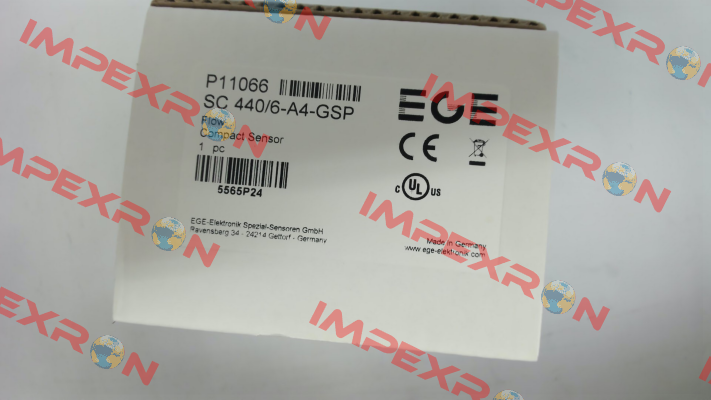 P11066
SC 440/6-A4-GSP
Flow
Compact Sensor
1 pc
5565P24
EGE-Elektronik Spezial-Sensoren GmbH
Ravensberg 34 - 24214 Gettorf - Germany
EGE
CE
c UL us
Made in Germany
www.ege-elektronik.com
IMPEXRON
IMPEXRON
IMPEXRON
IMPEXRON
IMPEXRON
IMPEXRON
IMPEXRON